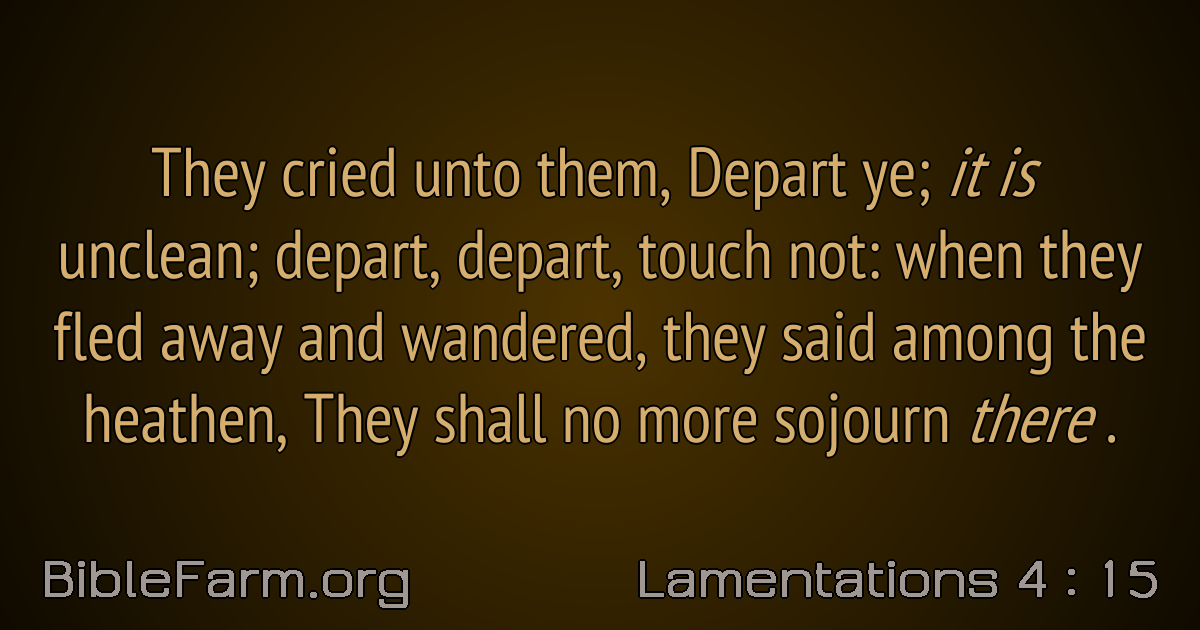 They cried unto them, Depart ye; it is
unclean; depart, depart, touch not: when they
fled away and wandered, they said among the
heathen, They shall no more sojourn there .
BibleFarm.org
Lamentations 4 : 15